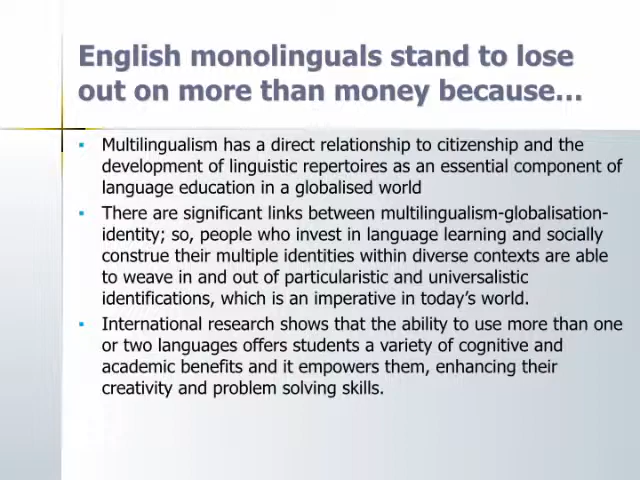 English monolinguals stand to lose
out on more than money because…
▪ Multilingualism has a direct relationship to citizenship and the
development of linguistic repertoires as an essential component of
language education in a globalised world
▪ There are significant links between multilingualism-globalisation-
identity; so, people who invest in language learning and socially
construe their multiple identities within diverse contexts are able
to weave in and out of particularistic and universalistic
identifications, which is an imperative in today’s world.
▪ International research shows that the ability to use more than one
or two languages offers students a variety of cognitive and
academic benefits and it empowers them, enhancing their
creativity and problem solving skills.